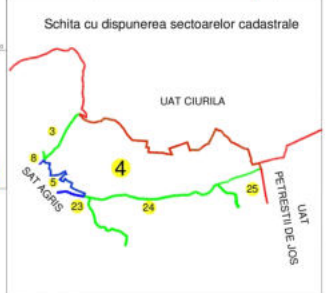 Schita cu dispunerea sectoarelor cadastrale
UAT CIURILA
3
4
8
5
SAT AGRIS
23
24
25
UAT
PETRESTII DE JOS